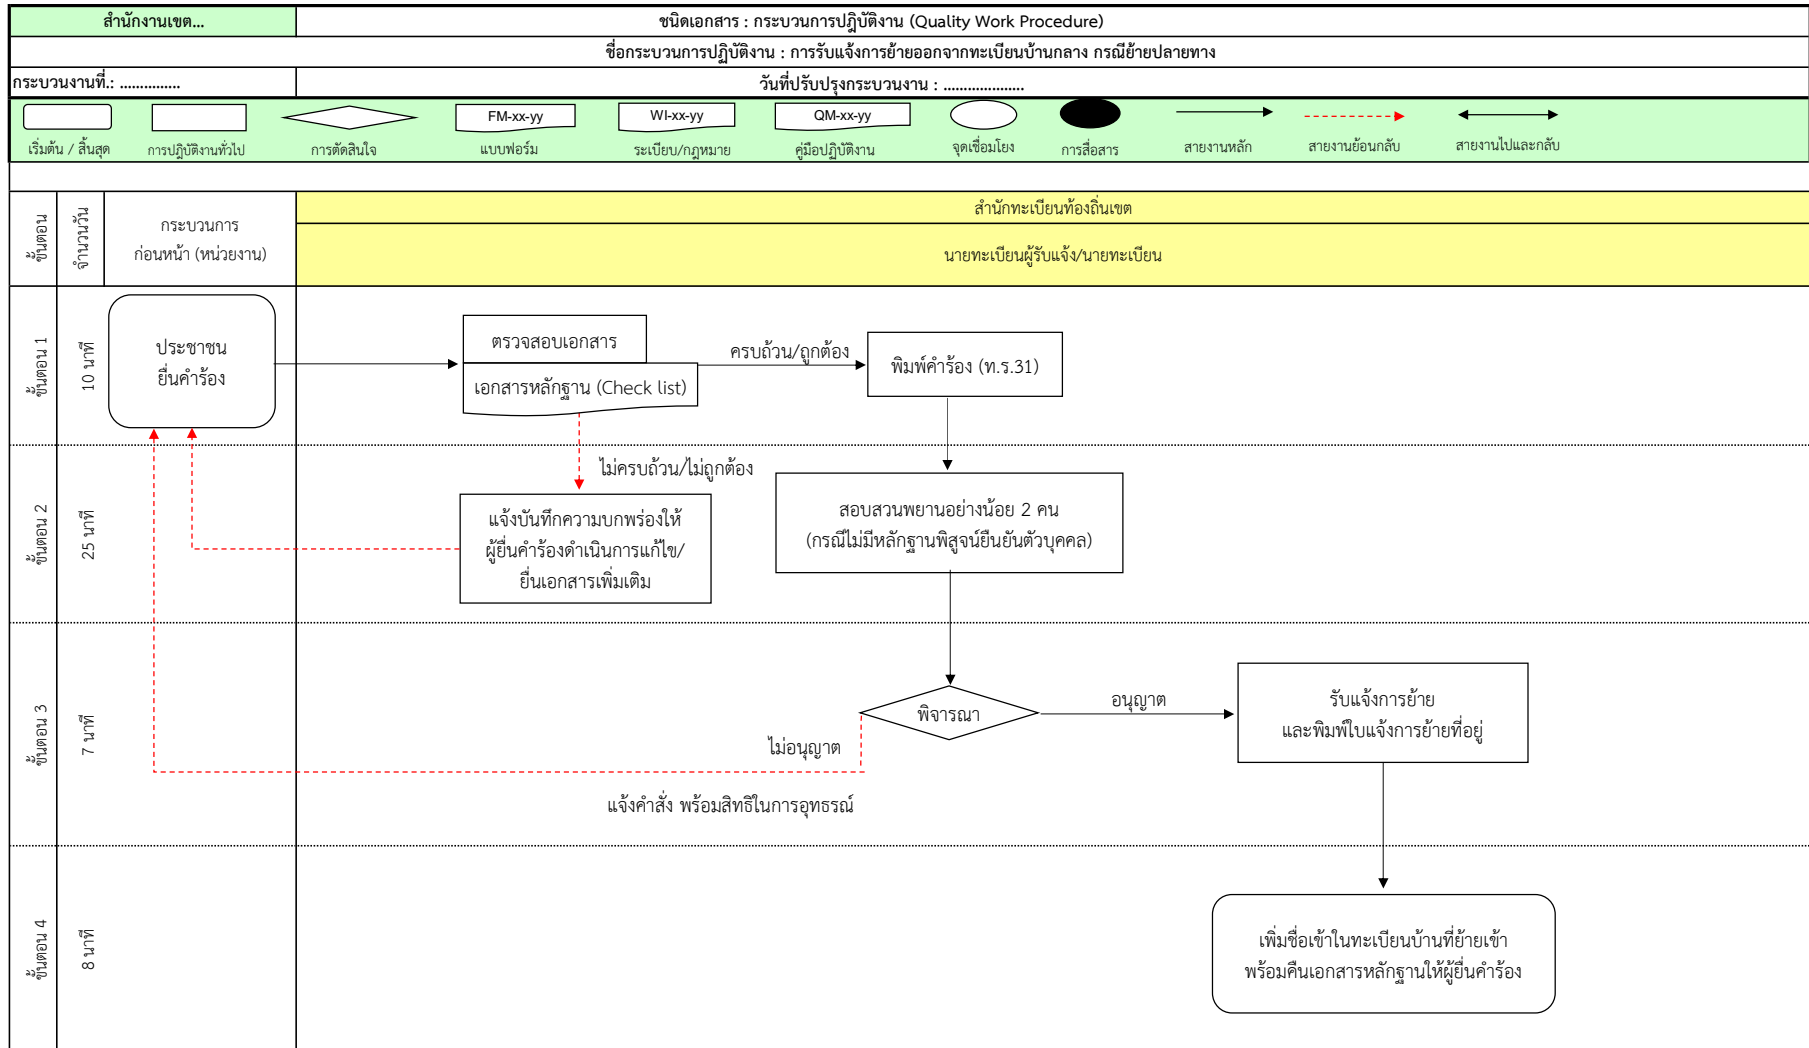 สำนักงานเขต...
ชนิดเอกสาร : กระบวนการปฎิบัติงาน (Quality Work Procedure)
ชื่อกระบวนการปฏิบัติงาน : การรับแจ้งการย้ายออกจากทะเบียนบ้านกลาง กรณีย้ายปลายทาง
กระบวนงานที่.: ...............
วันที่ปรับปรุงกระบวนงาน : ....................
FM-xx-yy
WI-xx-yy
QM-xx-yy
เริ่มต้น / สิ้นสุด
การปฎิบัติงานทั่วไป
การตัดสินใจ
แบบฟอร์ม
ระเบียบ/กฎหมาย
คู่มือปฏิบัติงาน
จุดเชื่อมโยง
การสื่อสาร
สายงานหลัก
สายงานย้อนกลับ
สายงานไปและกลับ
ขั้นตอน
จำนวนวัน
กระบวนการ
ก่อนหน้า (หน่วยงาน)
สำนักทะเบียนท้องถิ่นเขต
นายทะเบียนผู้รับแจ้ง/นายทะเบียน
ขั้นตอน 1
10 นาที
ประชาชน
ยื่นคำร้อง
ตรวจสอบเอกสาร
เอกสารหลักฐาน (Check list)
ครบถ้วน/ถูกต้อง
พิมพ์คำร้อง (ท.ร.31)
ขั้นตอน 2
25 นาที
ไม่ครบถ้วน/ไม่ถูกต้อง
แจ้งบันทึกความบกพร่องให้
ผู้ยื่นคำร้องดำเนินการแก้ไข/
ยื่นเอกสารเพิ่มเติม
สอบสวนพยานอย่างน้อย 2 คน
(กรณีไม่มีหลักฐานพิสูจน์ยืนยันตัวบุคคล)
ขั้นตอน 3
7 นาที
พิจารณา
อนุญาต
ไม่อนุญาต
รับแจ้งการย้าย
และพิมพ์ใบแจ้งการย้ายที่อยู่
แจ้งคำสั่ง พร้อมสิทธิในการอุทธรณ์
ขั้นตอน 4
8 นาที
เพิ่มชื่อเข้าในทะเบียนบ้านที่ย้ายเข้า
พร้อมคืนเอกสารหลักฐานให้ผู้ยื่นคำร้อง